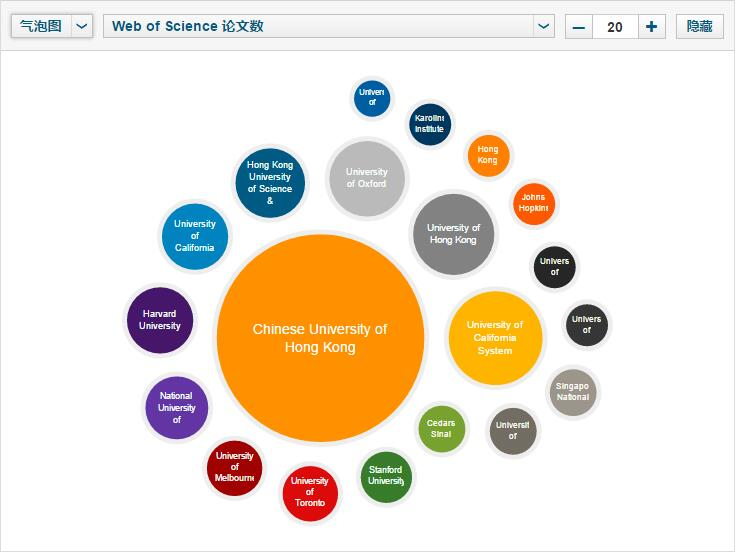 气泡图
Web of Science 论文数
20
隐藏
Univers
of
Karolins
Institute
Hong
Kong
Johns
Hopkins
Univers
of
Univers
of
Singapo
National
Universit
of
Cedars
Sinai
Stanford
University
University
of
Toronto
University
of
Melbourne
National
University
of
Harvard
University
University
of
California
Hong Kong
University
of Science
&
University
of Oxford
University of
Hong Kong
University of
California
System
Chinese University of
Hong Kong